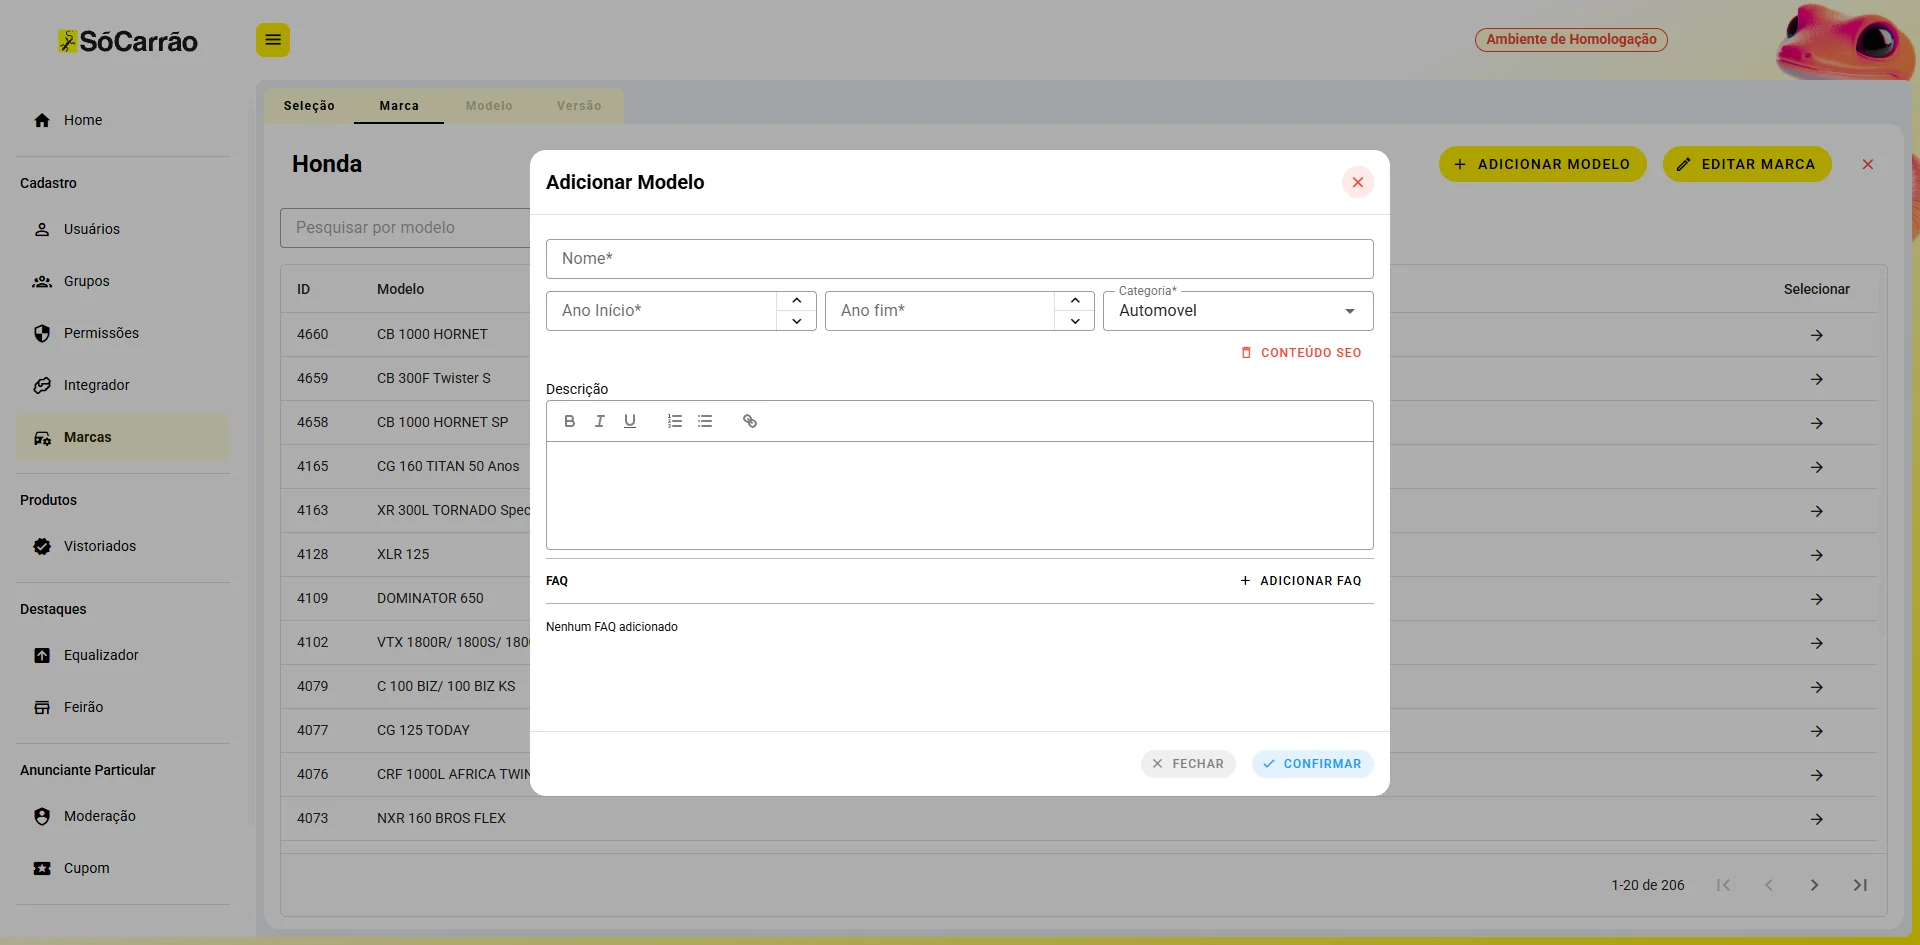 SóCarrão
Ambiente de Homologação
Home
Cadastro
Usuários
Grupos
Permissões
Integrador
Marcas
Produtos
Vistoriados
Destaques
Equalizador
Feirão
Anunciante Particular
Moderação
Cupom
Seleção Marca Modelo Versão
Honda
ADICIONAR MODELO EDITAR MARCA
Pesquisar por modelo
ID Modelo Selecionar
4660 CB 1000 HORNET
4659 CB 300F Twister S
4658 CB 1000 HORNET SP
4165 CG 160 TITAN 50 Anos
4163 XR 300L TORNADO Spec
4128 XLR 125
4109 DOMINATOR 650
4102 VTX 1800R/ 1800S/ 180
4079 C 100 BIZ/ 100 BIZ KS
4077 CG 125 TODAY
4076 CRF 1000L AFRICA TWIN
4073 NXR 160 BROS FLEX
1-20 de 206
Adicionar Modelo
Nome*
Ano Início* Ano fim* Categoria*
Automovel
CONTEÚDO SEO
Descrição
FAQ ADICIONAR FAQ
Nenhum FAQ adicionado
FECHAR CONFIRMAR